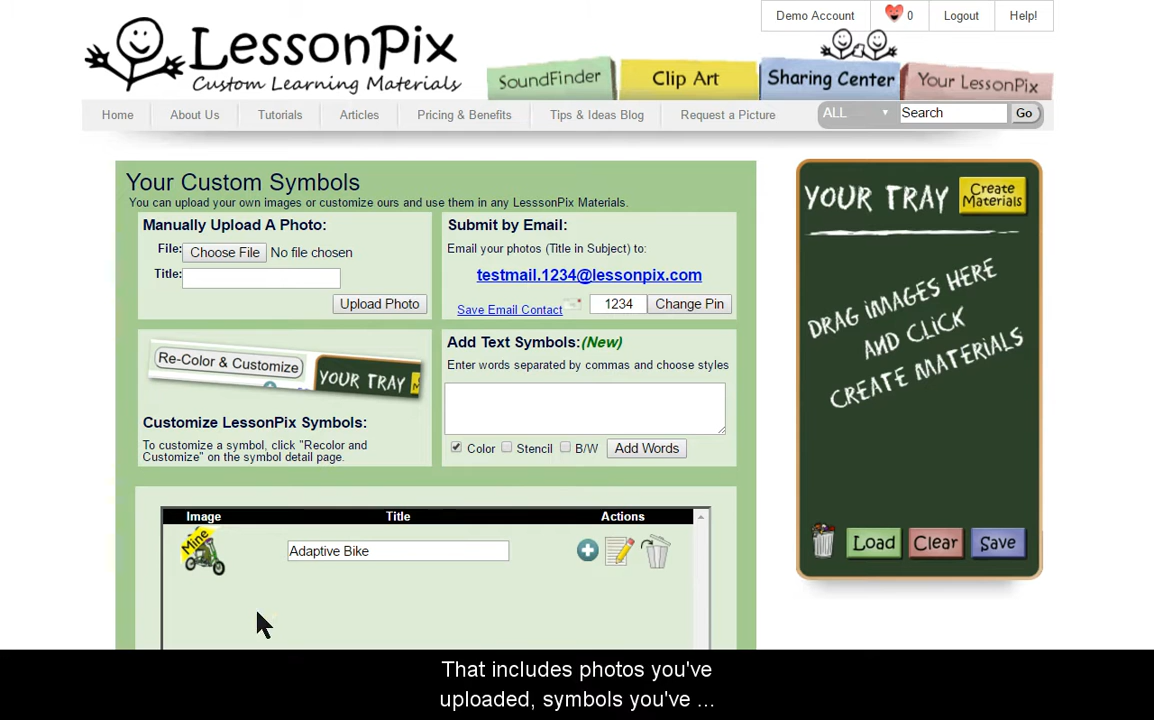 Demo Account 0 Logout Help!
LessonPix
Custom Learning Materials
SoundFinder Clip Art Sharing Center Your LessonPix
Home About Us Tutorials Articles Pricing & Benefits Tips & Ideas Blog Request a Picture ALL Search Go
Your Custom Symbols
You can upload your own images or customize ours and use them in any LesssonPix Materials.
Manually Upload A Photo:
File: Choose File No file chosen
Title:
Upload Photo
Submit by Email:
Email your photos (Title in Subject) to:
testmail.1234@lessonpix.com
Save Email Contact 1234 Change Pin
Re-Color & Customize
YOUR TRAY
Customize LessonPix Symbols:
To customize a symbol, click "Recolor and
Customize" on the symbol detail page.
Add Text Symbols:(New)
Enter words separated by commas and choose styles
Color Stencil B/W Add Words
Image Title Actions
Mine Adaptive Bike
YOUR TRAY Create
Materials
DRAG IMAGES HERE
AND CLICK
CREATE MATERIALS
Load Clear Save
That includes photos you've
uploaded, symbols you've ...